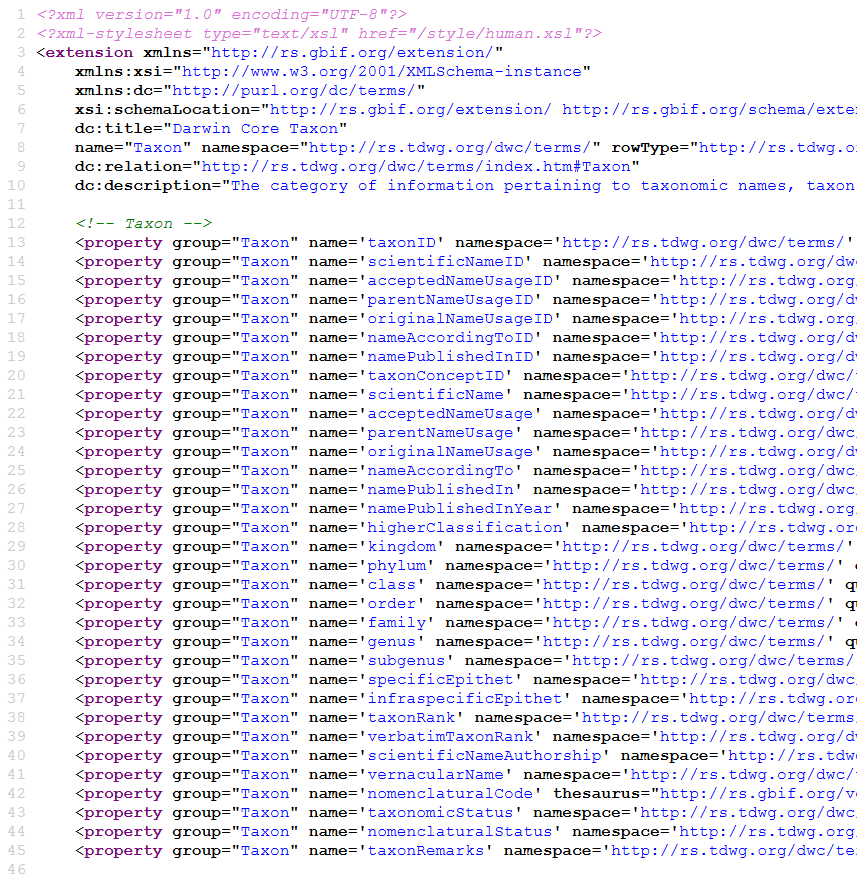 1 <?xml version="1.0" encoding="UTF-8"?>
2 <?xml-stylesheet type="text/xsl" href="/style/human.xsl"?>
3 <extension xmlns="http://rs.gbif.org/extension/"
4 xmlns:xsi="http://www.w3.org/2001/XMLSchema-instance"
5 xmlns:dc="http://purl.org/dc/terms/"
6 xsi:schemaLocation="http://rs.gbif.org/extension/ http://rs.gbif.org/schema/exte
7 dc:title="Darwin Core Taxon"
8 name="Taxon" namespace="http://rs.tdwg.org/dwc/terms/" rowType="http://rs.tdwg.o
9 dc:relation="http://rs.tdwg.org/dwc/terms/index.htm#Taxon"
10 dc:description="The category of information pertaining to taxonomic names, taxon
11
12 <!-- Taxon -->
13 <property group="Taxon" name='taxonID' namespace='http://rs.tdwg.org/dwc/terms/'
14 <property group="Taxon" name='scientificNameID' namespace='http://rs.tdwg.org/dw
15 <property group="Taxon" name='acceptedNameUsageID' namespace='http://rs.tdwg.org
16 <property group="Taxon" name='parentNameUsageID' namespace='http://rs.tdwg.org/d
17 <property group="Taxon" name='originalNameUsageID' namespace='http://rs.tdwg.org
18 <property group="Taxon" name='nameAccordingToID' namespace='http://rs.tdwg.org/d
19 <property group="Taxon" name='namePublishedInID' namespace='http://rs.tdwg.org/d
20 <property group="Taxon" name='taxonConceptID' namespace='http://rs.tdwg.org/dwc/
21 <property group="Taxon" name='scientificName' namespace='http://rs.tdwg.org/dwc/
22 <property group="Taxon" name='acceptedNameUsage' namespace='http://rs.tdwg.org/d
23 <property group="Taxon" name='parentNameUsage' namespace='http://rs.tdwg.org/dwc
24 <property group="Taxon" name='originalNameUsage' namespace='http://rs.tdwg.org/d
25 <property group="Taxon" name='nameAccordingTo' namespace='http://rs.tdwg.org/dwc
26 <property group="Taxon" name='namePublishedIn' namespace='http://rs.tdwg.org/dwc
27 <property group="Taxon" name='namePublishedInYear' namespace='http://rs.tdwg.org
28 <property group="Taxon" name='higherClassification' namespace='http://rs.tdwg.or
29 <property group="Taxon" name='kingdom' namespace='http://rs.tdwg.org/dwc/terms/'
30 <property group="Taxon" name='phylum' namespace='http://rs.tdwg.org/dwc/terms/'
31 <property group="Taxon" name='class' namespace='http://rs.tdwg.org/dwc/terms/' qu
32 <property group="Taxon" name='order' namespace='http://rs.tdwg.org/dwc/terms/' qu
33 <property group="Taxon" name='family' namespace='http://rs.tdwg.org/dwc/terms/'
34 <property group="Taxon" name='genus' namespace='http://rs.tdwg.org/dwc/terms/' qu
35 <property group="Taxon" name='subgenus' namespace='http://rs.tdwg.org/dwc/terms/
36 <property group="Taxon" name='specificEpithet' namespace='http://rs.tdwg.org/dwc
37 <property group="Taxon" name='infraspecificEpithet' namespace='http://rs.tdwg.or
38 <property group="Taxon" name='taxonRank' namespace='http://rs.tdwg.org/dwc/terms
39 <property group="Taxon" name='verbatimTaxonRank' namespace='http://rs.tdwg.org/d
40 <property group="Taxon" name='scientificNameAuthorship' namespace='http://rs.tdw
41 <property group="Taxon" name='vernacularName' namespace='http://rs.tdwg.org/dwc/
42 <property group="Taxon" name='nomenclaturalCode' thesaurus="http://rs.gbif.org/v
43 <property group="Taxon" name='taxonomicStatus' namespace='http://rs.tdwg.org/dwc
44 <property group="Taxon" name='nomenclaturalStatus' namespace='http://rs.tdwg.org
45 <property group="Taxon" name='taxonRemarks' namespace='http://rs.tdwg.org/dwc/te
46